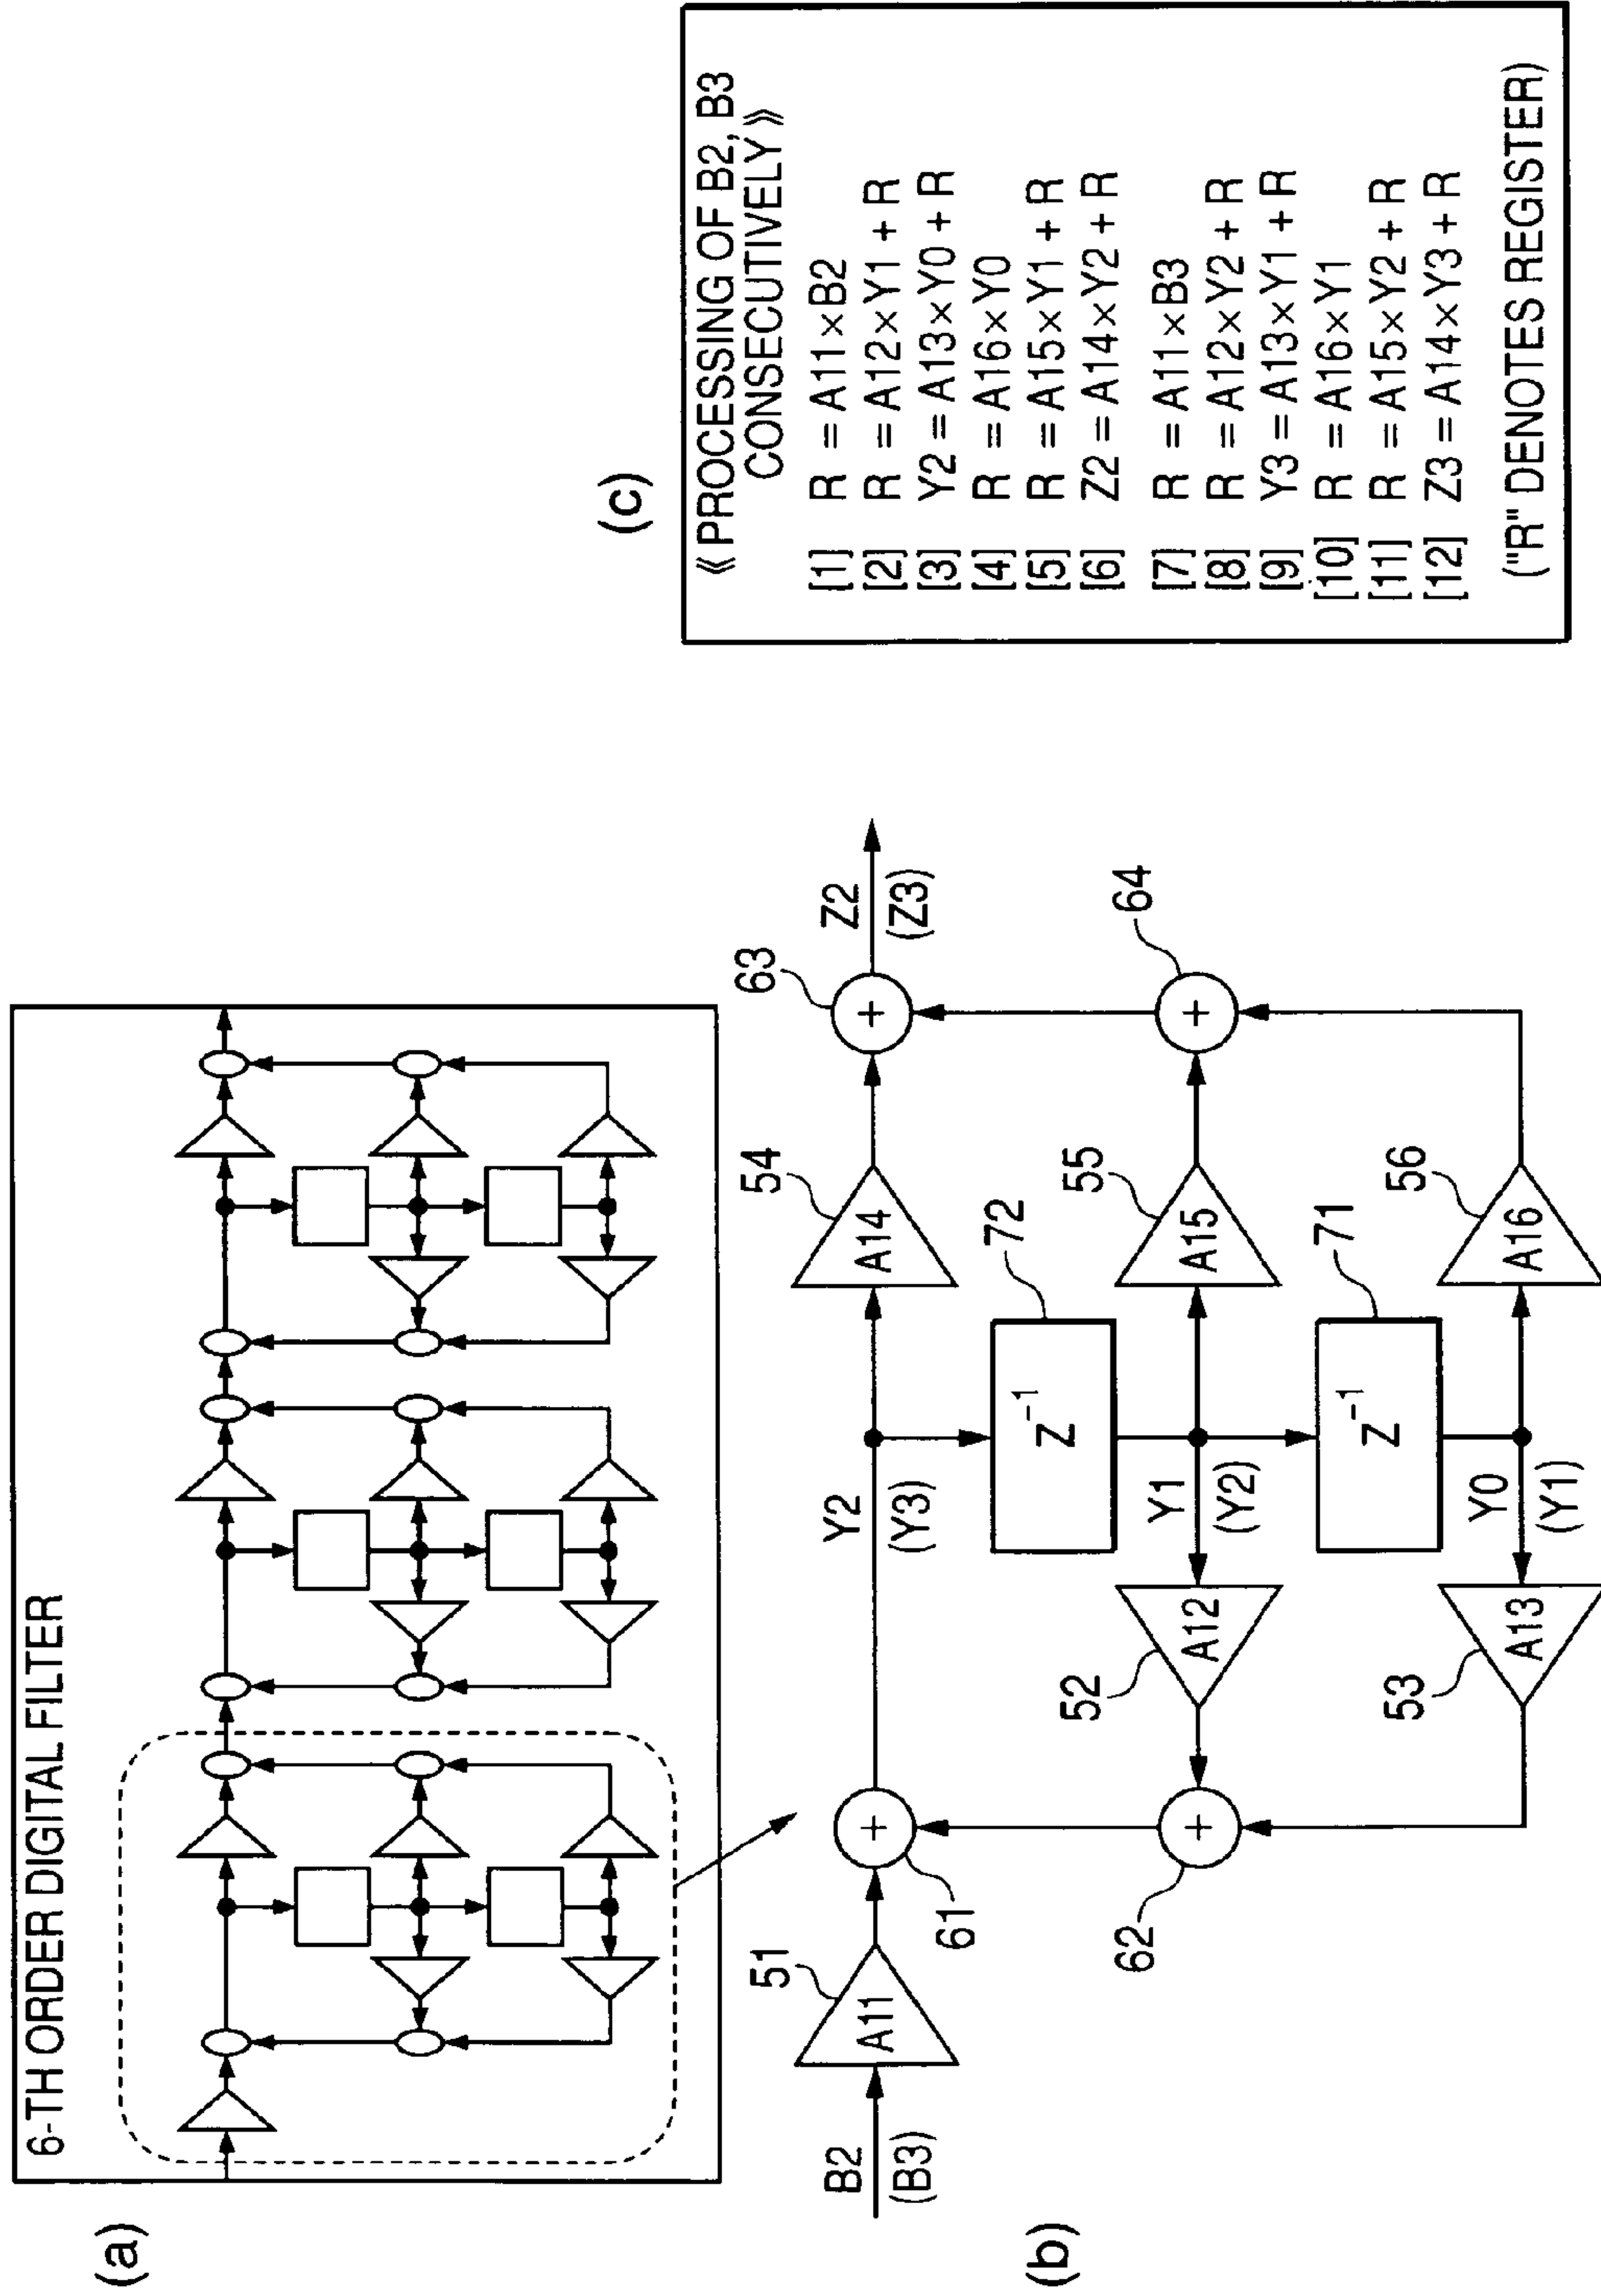 (a)
6-TH ORDER DIGITAL FILTER
(b)
B2
(B3)
51
A11
61
62
Y2
(Y3)
52
A12
53
A13
Y1
(Y2)
Y0
(Y1)
72
Z⁻¹
71
Z⁻¹
54
A14
55
A15
56
A16
63
64
Z2
(Z3)
+
+
+
+
(c)
《PROCESSING OF B2, B3
CONSECUTIVELY》
[1] R = A11×B2
[2] R = A12×Y1 + R
[3] Y2 = A13×Y0 + R
[4] R = A16×Y0
[5] R = A15×Y1 + R
[6] Z2 = A14×Y2 + R
[7] R = A11×B3
[8] R = A12×Y2 + R
[9] Y3 = A13×Y1 + R
[10] R = A16×Y1
[11] R = A15×Y2 + R
[12] Z3 = A14×Y3 + R
("R" DENOTES REGISTER)